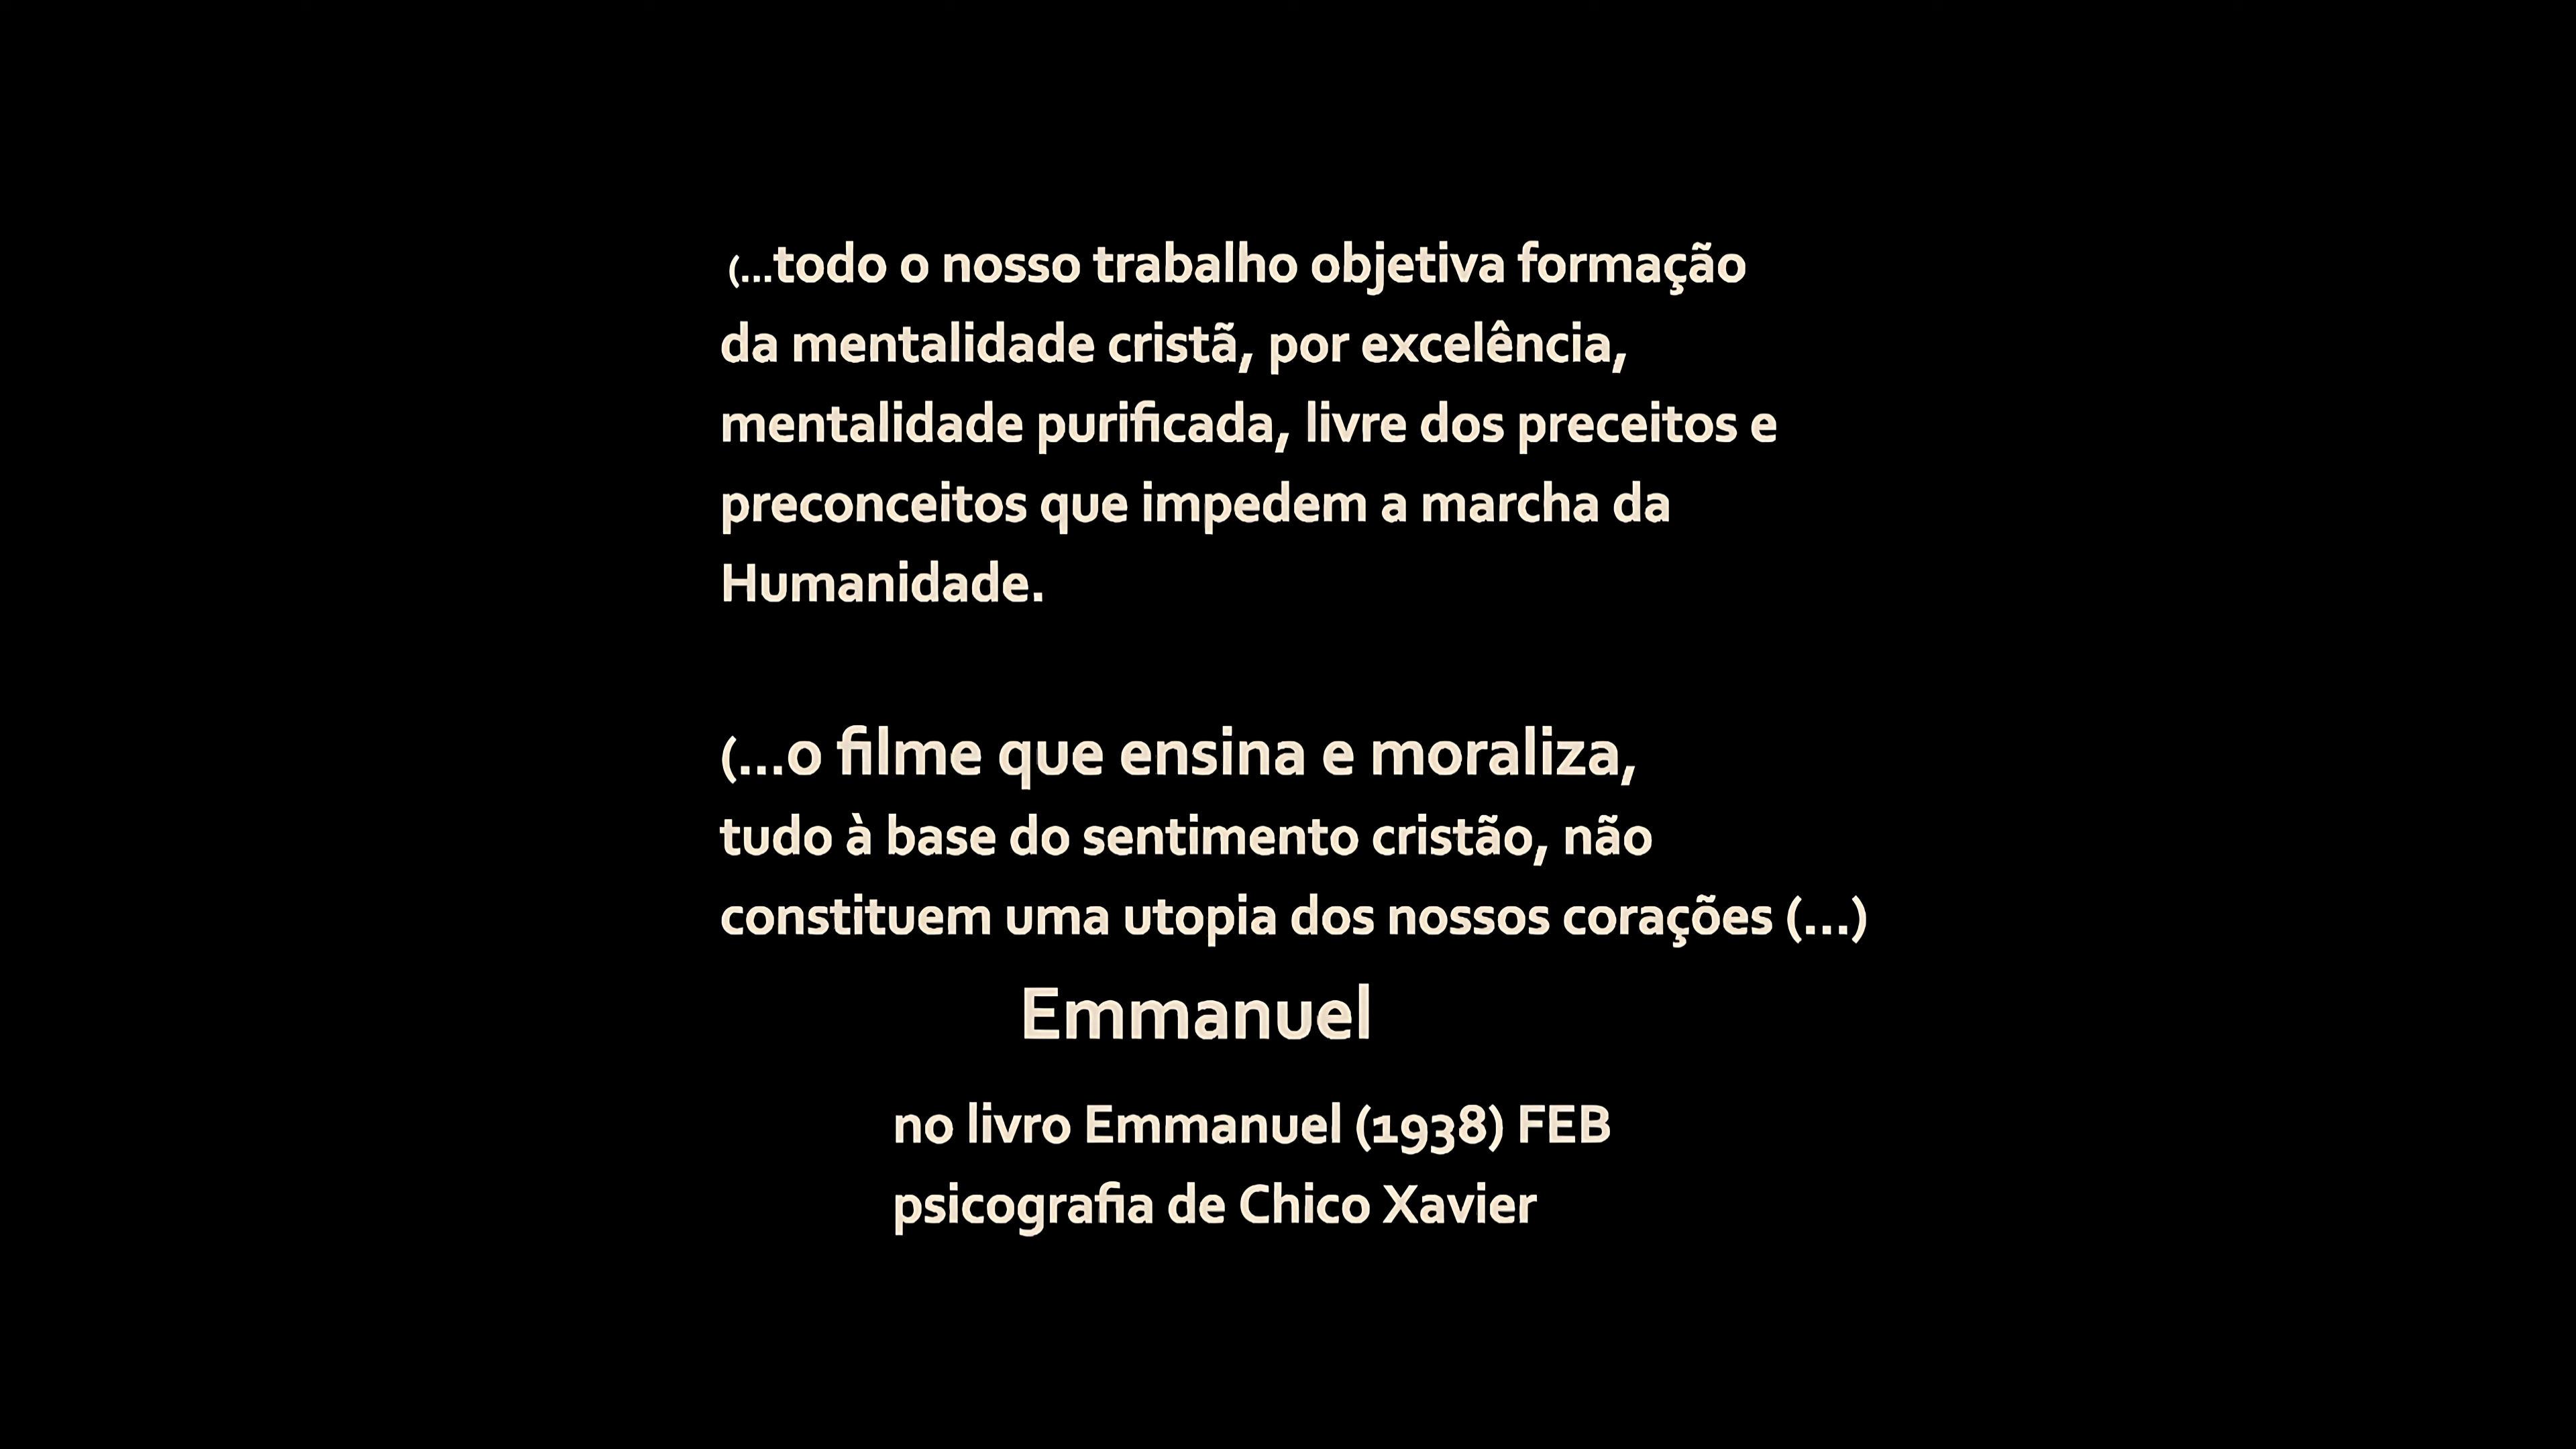 (...todo o nosso trabalho objetiva formação
da mentalidade cristã, por excelência,
mentalidade purificada, livre dos preceitos e
preconceitos que impedem a marcha da
Humanidade.
(...o filme que ensina e moraliza,
tudo à base do sentimento cristão, não
constituem uma utopia dos nossos corações (...)
Emmanuel
no livro Emmanuel (1938) FEB
psicografia de Chico Xavier